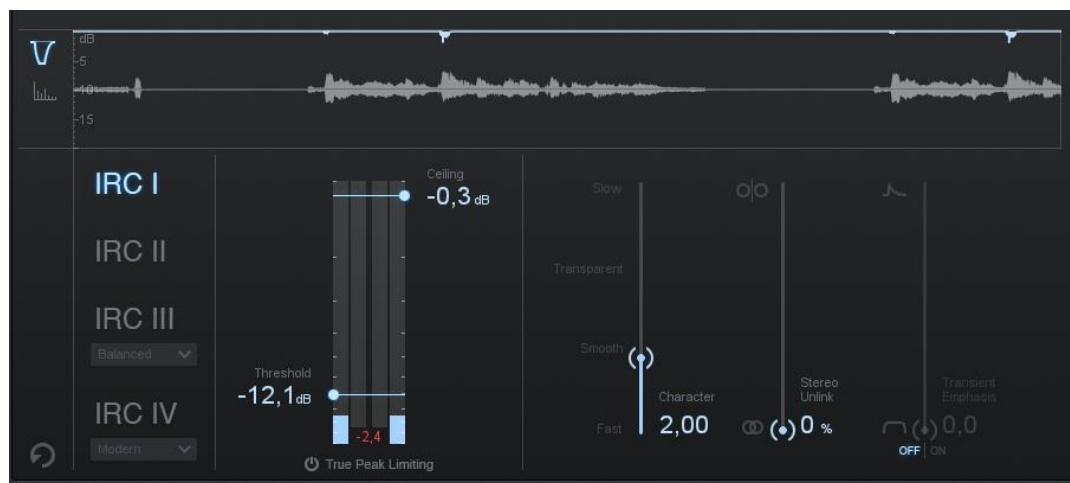 dB
-5
-10
-15
IRC I
IRC II
IRC III
Balanced
IRC IV
Modern
Ceiling
-0,3 dB
Threshold
-12,1 dB
-2,4
True Peak Limiting
Slow
Transparent
Smooth
Fast
Character
2,00
Stereo
Unlink
0 %
Transient
Emphasis
0,0
OFF | ON